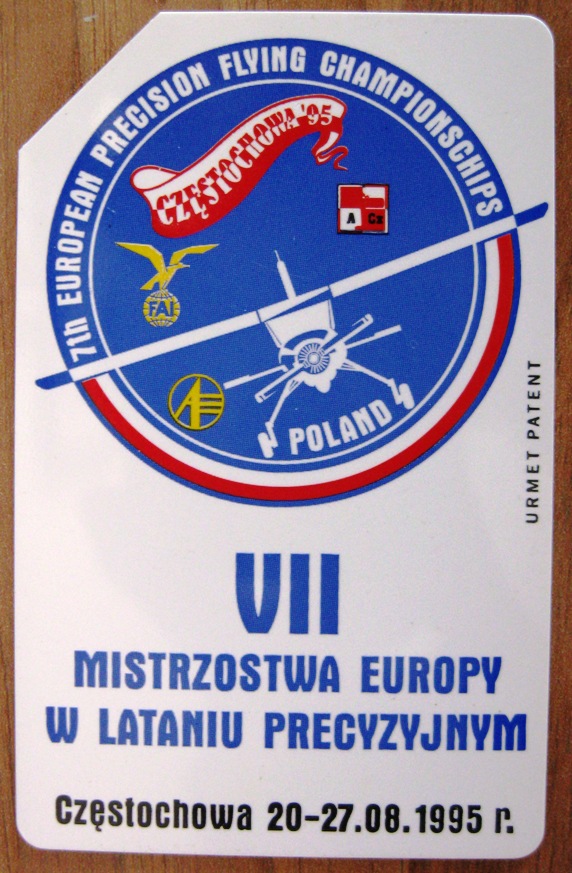 7th EUROPEAN PRECISION FLYING CHAMPIONSCHIPS
CZĘSTOCHOWA '95
A Cz
FAI
POLAND
URMET PATENT
VII
MISTRZOSTWA EUROPY
W LATANIU PRECYZYJNYM
Częstochowa 20-27.08.1995 r.